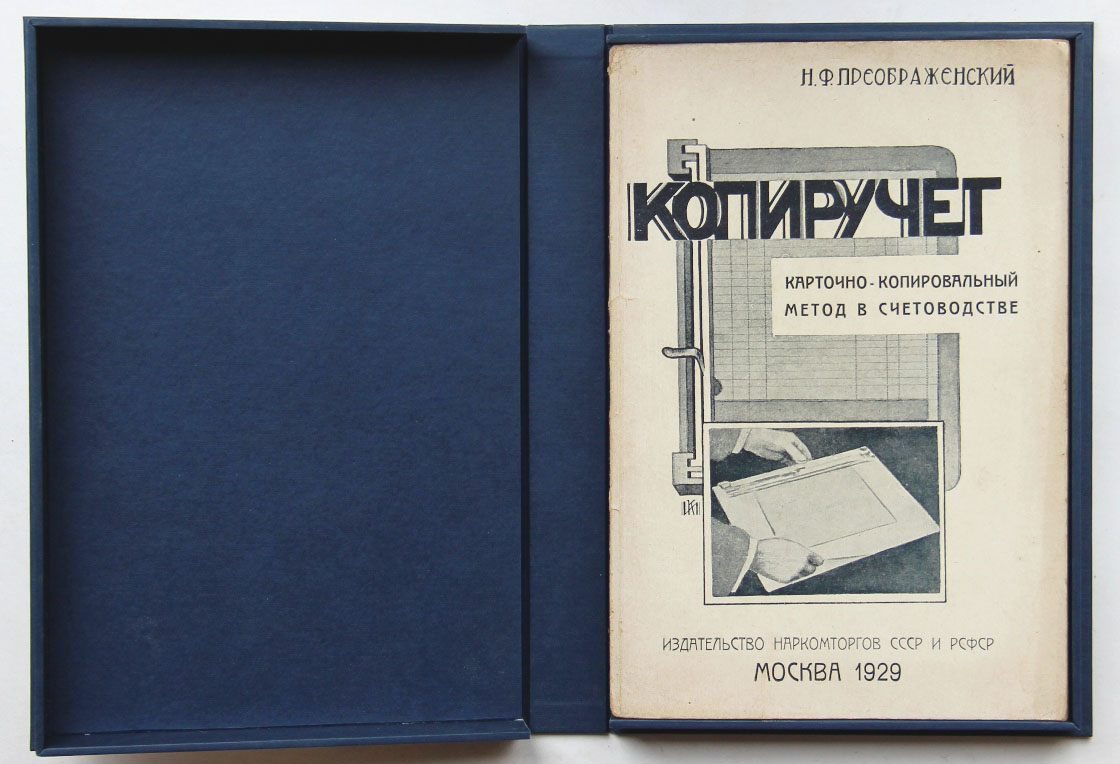 Н. Ф. ПРЕОБРАЖЕНСКИЙ
КОПИРУЧЕТ
КАРТОЧНО-КОПИРОВАЛЬНЫЙ
МЕТОД В СЧЕТОВОДСТВЕ
ИЗДАТЕЛЬСТВО НАРКОМТОРГОВ СССР И РСФСР
МОСКВА 1929